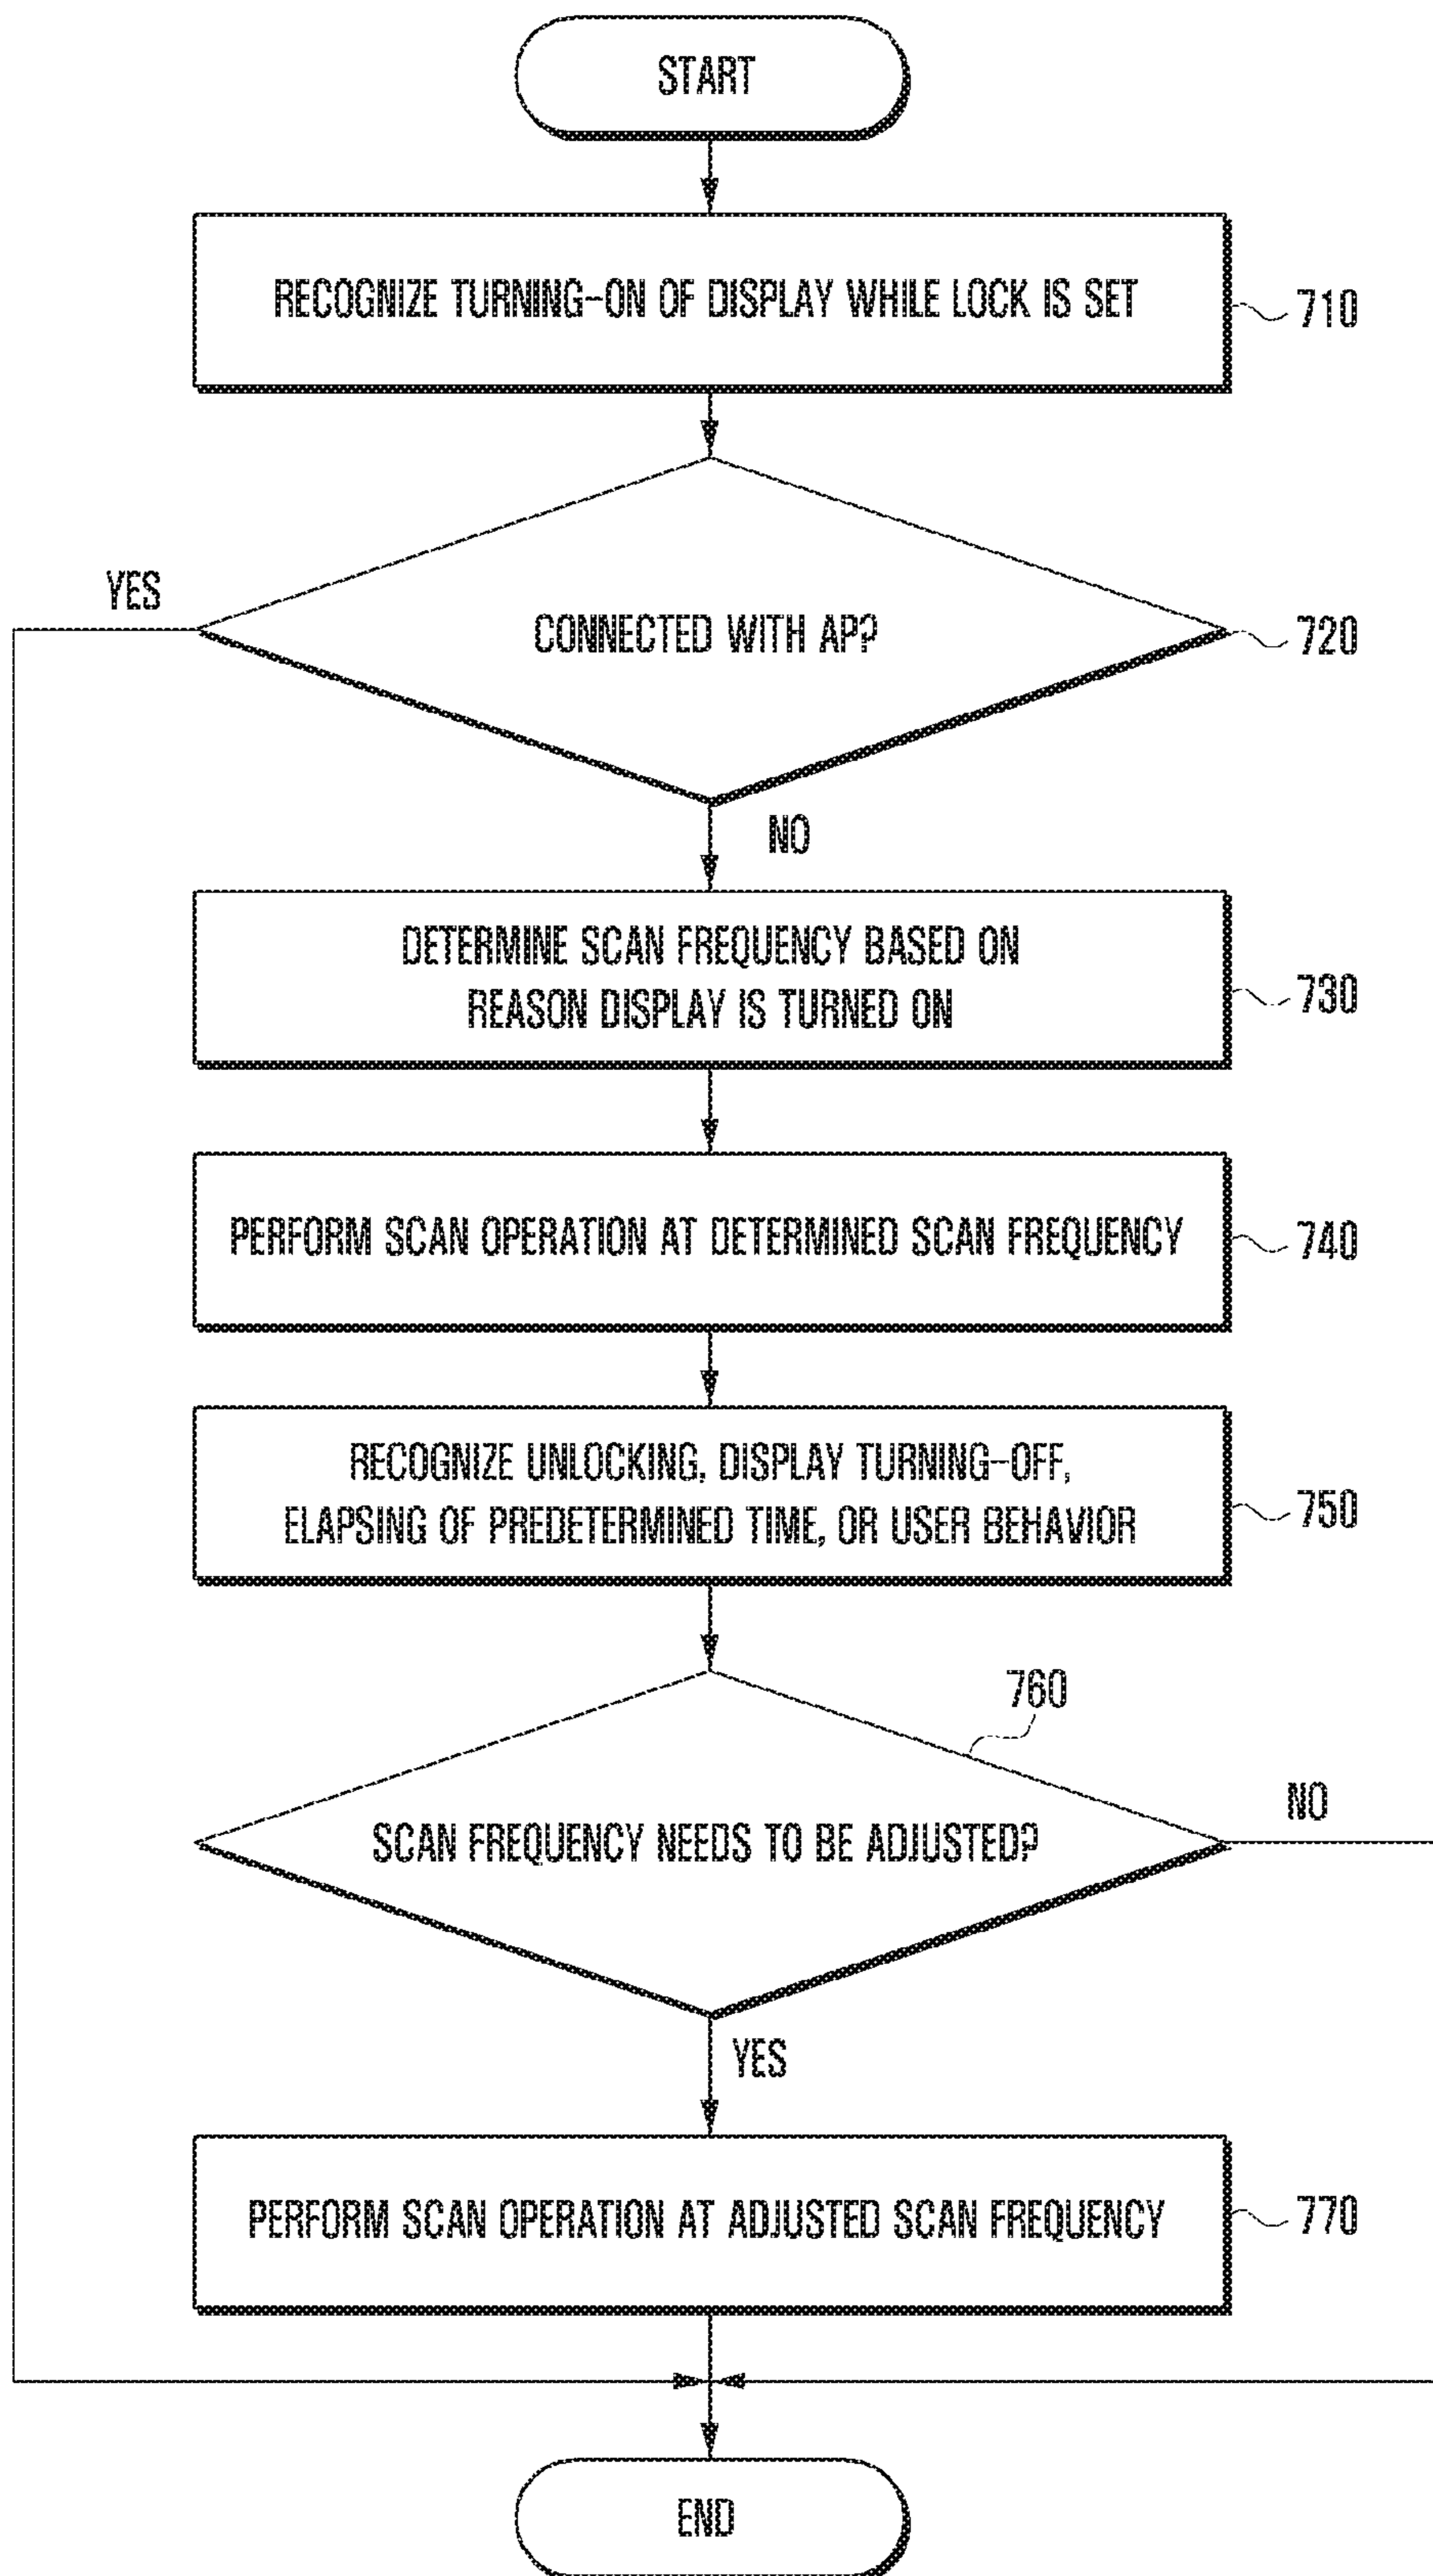 START
RECOGNIZE TURNING-ON OF DISPLAY WHILE LOCK IS SET
710
YES
CONNECTED WITH AP?
720
NO
DETERMINE SCAN FREQUENCY BASED ON
REASON DISPLAY IS TURNED ON
730
PERFORM SCAN OPERATION AT DETERMINED SCAN FREQUENCY
740
RECOGNIZE UNLOCKING, DISPLAY TURNING-OFF,
ELAPSING OF PREDETERMINED TIME, OR USER BEHAVIOR
750
760
NO
SCAN FREQUENCY NEEDS TO BE ADJUSTED?
YES
PERFORM SCAN OPERATION AT ADJUSTED SCAN FREQUENCY
770
END